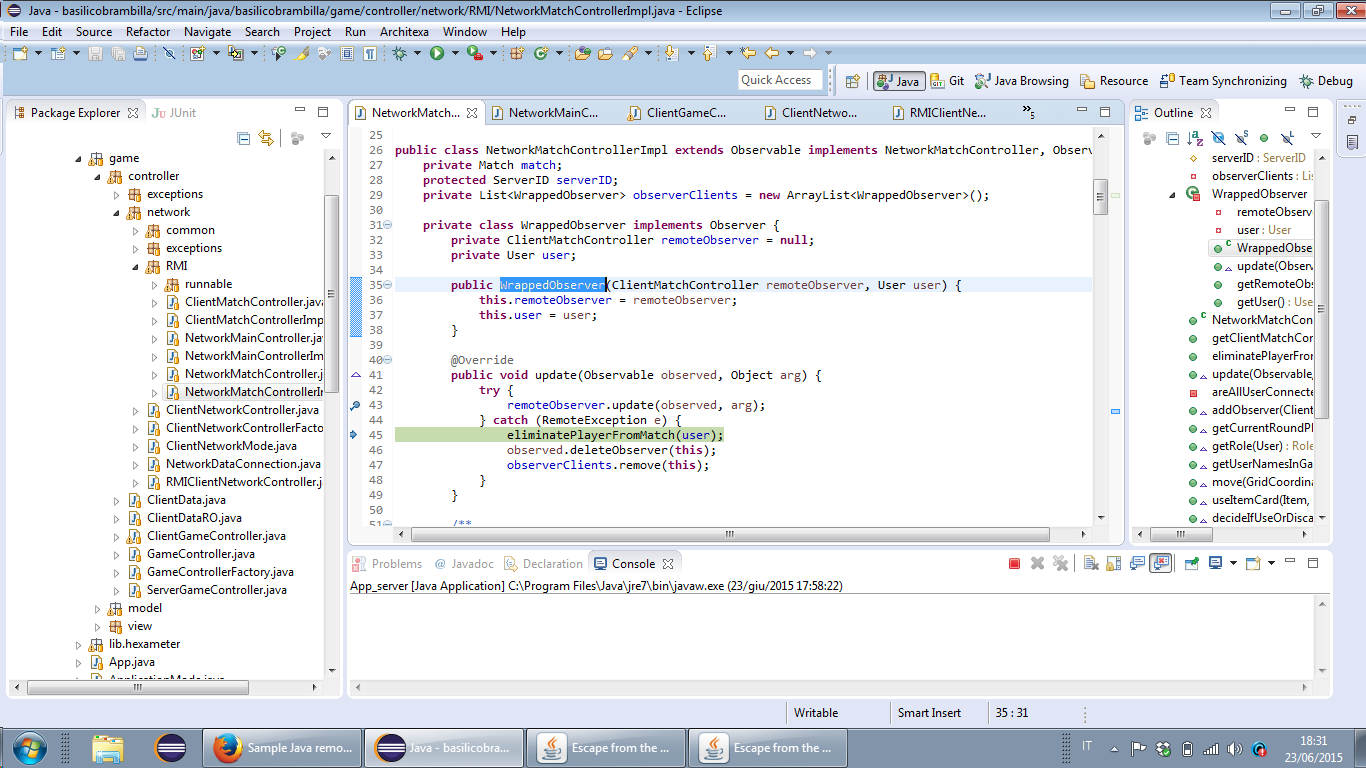 Java - basilicobrambilla/src/main/java/basilicobrambilla/game/controller/network/RMI/NetworkMatchControllerImpl.java - Eclipse
File Edit Source Refactor Navigate Search Project Run Architexa Window Help
Quick Access Java Git Java Browsing Resource Team Synchronizing Debug
Package Explorer JUnit
game
controller
exceptions
network
common
exceptions
RMI
runnable
ClientMatchController.java
ClientMatchControllerImp
NetworkMainController.jav
NetworkMainControllerIm
NetworkMatchController.j
NetworkMatchControllerI
ClientNetworkController.java
ClientNetworkControllerFacto
ClientNetworkMode.java
NetworkDataConnection.java
RMIClientNetworkController.j
ClientData.java
ClientDataRO.java
ClientGameController.java
GameController.java
GameControllerFactory.java
ServerGameController.java
model
view
lib.hexameter
App.java
ApplicationMode.java
NetworkMatch... NetworkMainC... ClientGameC... ClientNetwo... RMIClientNe... »5
25
26 public class NetworkMatchControllerImpl extends Observable implements NetworkMatchController, Observ
27 private Match match;
28 protected ServerID serverID;
29 private List<WrappedObserver> observerClients = new ArrayList<WrappedObserver>();
30
31 private class WrappedObserver implements Observer {
32 private ClientMatchController remoteObserver = null;
33 private User user;
34
35 public WrappedObserver(ClientMatchController remoteObserver, User user) {
36 this.remoteObserver = remoteObserver;
37 this.user = user;
38 }
39
40 @Override
41 public void update(Observable observed, Object arg) {
42 try {
43 remoteObserver.update(observed, arg);
44 } catch (RemoteException e) {
45 eliminatePlayerFromMatch(user);
46 observed.deleteObserver(this);
47 observerClients.remove(this);
48 }
49 }
50
51 /**
Outline
serverID : ServerID
observerClients : Lis
WrappedObserver
remoteObserv
user : User
WrappedObse
update(Observ
getRemoteObs
getUser() : Use
NetworkMatchCon
getClientMatchCor
eliminatePlayerFro
update(Observable,
areAllUserConnecte
addObserver(Client
getCurrentRoundPl
getRole(User) : Role
getUserNamesInGa
move(GridCoordina
useItemCard(Item,
decideIfUseOrDisca
Problems @ Javadoc Declaration Console
App_server [Java Application] C:\Program Files\Java\jre7\bin\javaw.exe (23/giu/2015 17:58:22)
Writable Smart Insert 35 : 31
Sample Java remo... Java - basilicobra... Escape from the ... Escape from the ... IT 18:31
23/06/2015